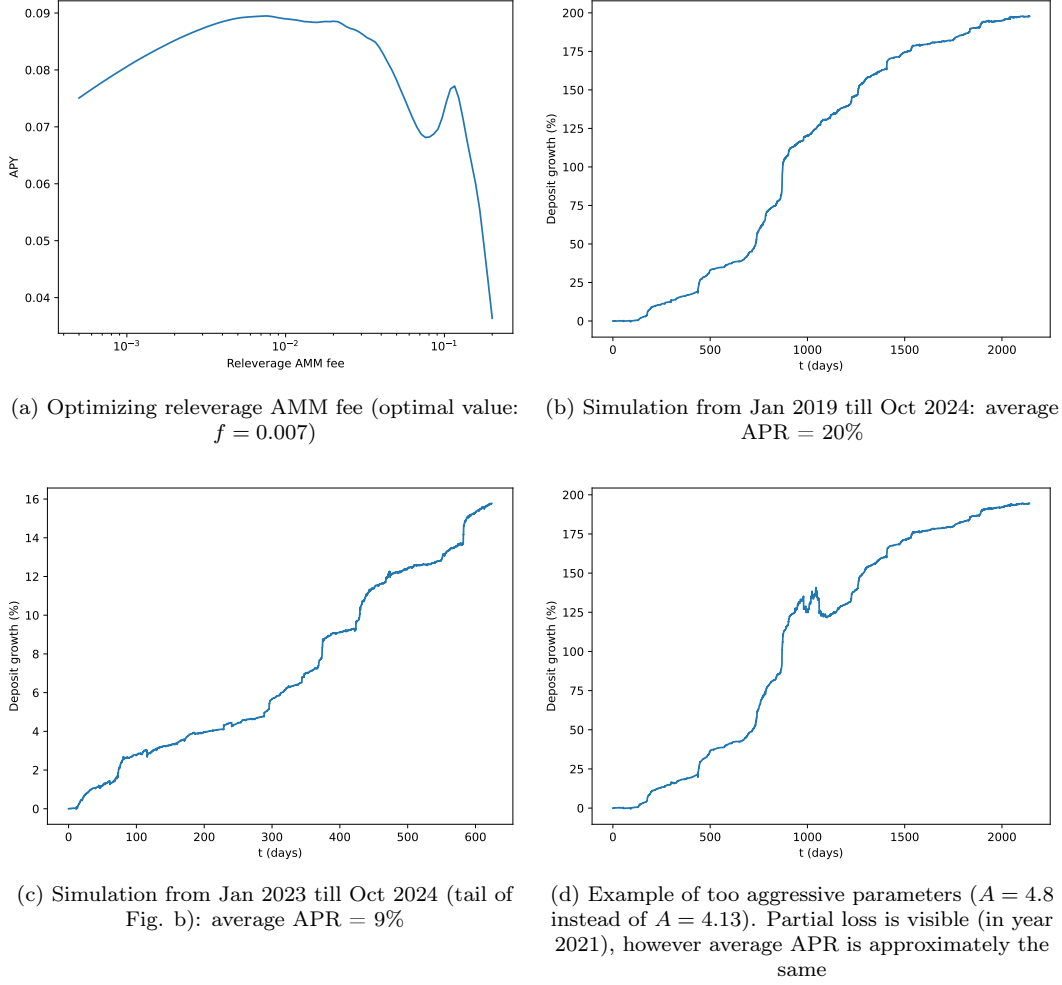 0.09
0.08
0.07
0.06
0.05
0.04
APY
10⁻³
10⁻²
10⁻¹
Releverage AMM fee
200
175
150
125
100
75
50
25
0
Deposit growth (%)
0
500
1000
1500
2000
t (days)
(a) Optimizing releverage AMM fee (optimal value:
f = 0.007)
(b) Simulation from Jan 2019 till Oct 2024: average
APR = 20%
16
14
12
10
8
6
4
2
0
Deposit growth (%)
0
100
200
300
400
500
600
t (days)
200
175
150
125
100
75
50
25
0
Deposit growth (%)
0
500
1000
1500
2000
t (days)
(c) Simulation from Jan 2023 till Oct 2024 (tail of
Fig. b): average APR = 9%
(d) Example of too aggressive parameters (A = 4.8
instead of A = 4.13). Partial loss is visible (in year
2021), however average APR is approximately the
same